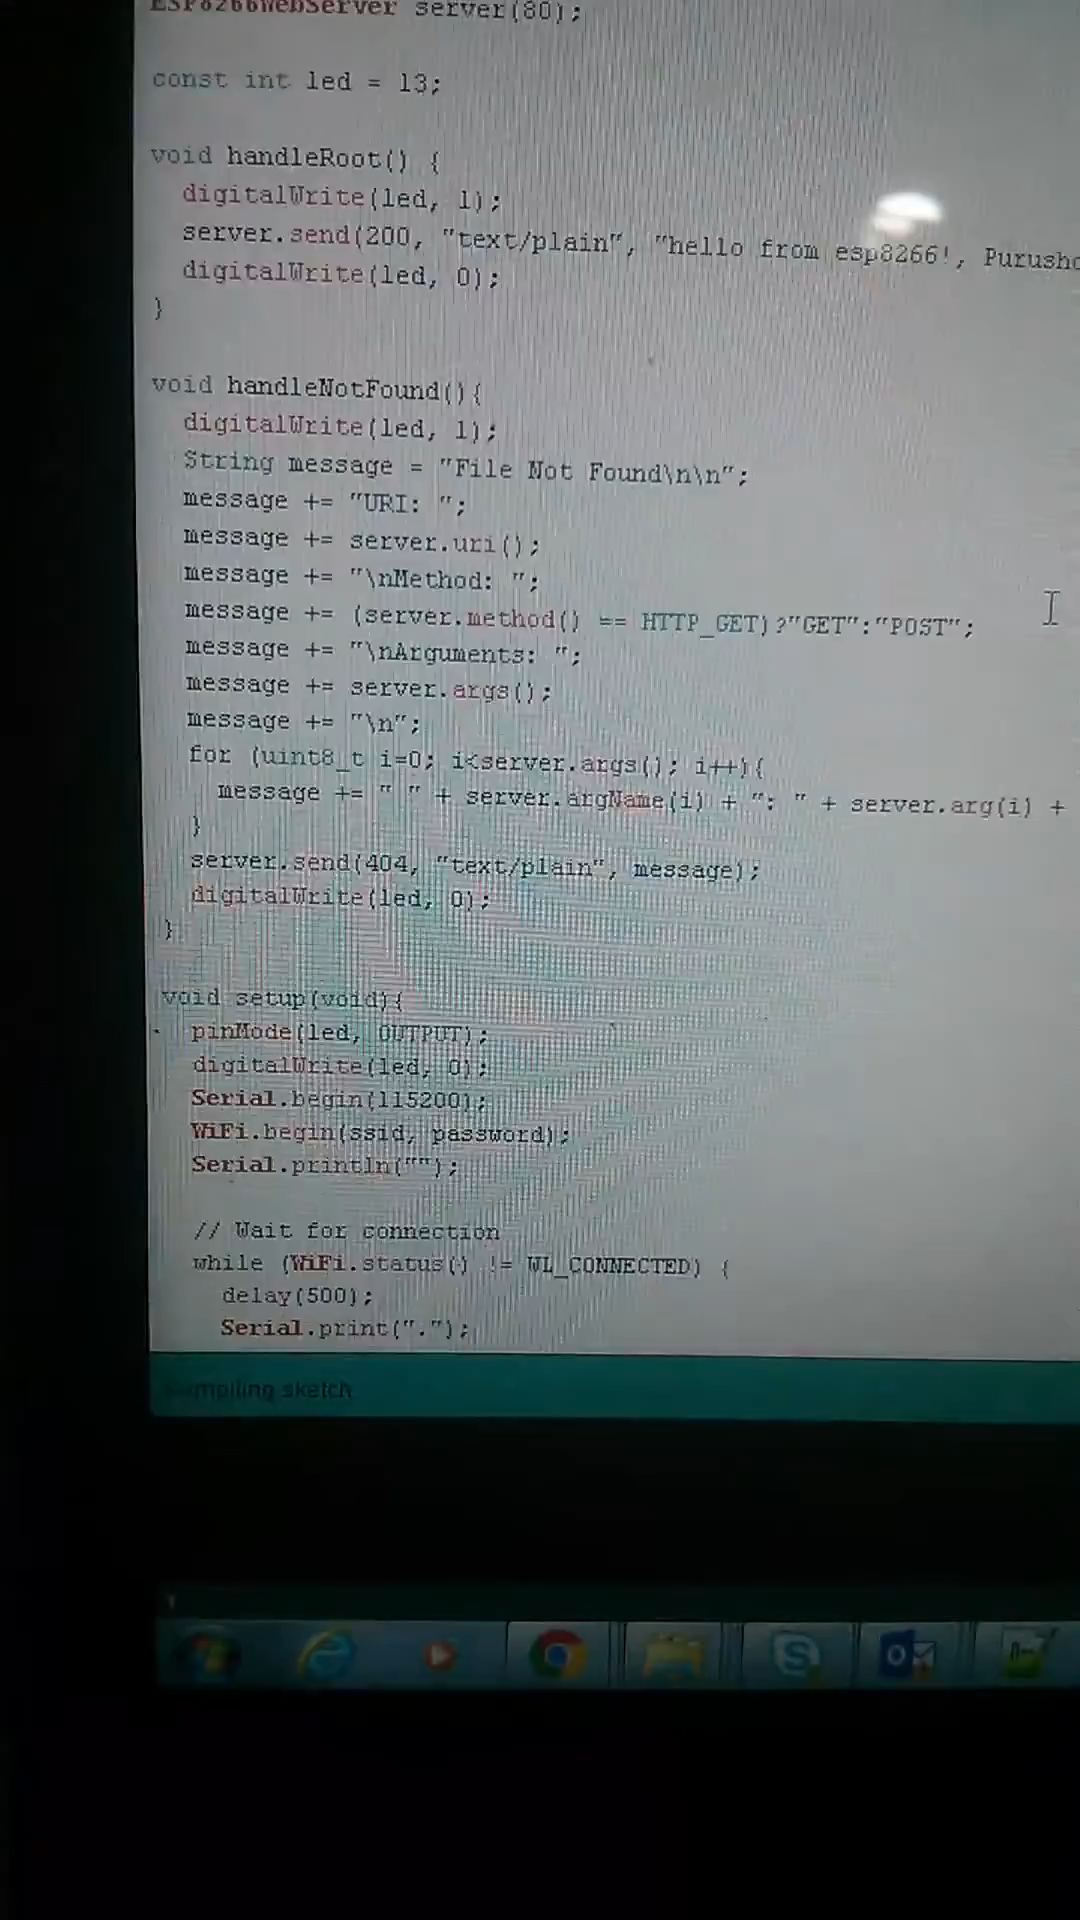 ESP8266WebServer server(80);
const int led = 13;
void handleRoot() {
digitalWrite(led, 1);
server.send(200, "text/plain", "hello from esp8266!, Purusho
digitalWrite(led, 0);
}
void handleNotFound(){
digitalWrite(led, 1);
String message = "File Not Found\n\n";
message += "URI: ";
message += server.uri();
message += "\nMethod: ";
message += (server.method() == HTTP_GET)?"GET":"POST";
message += "\nArguments: ";
message += server.args();
message += "\n";
for (uint8_t i=0; i<server.args(); i++){
message += " " + server.argName(i) + ": " + server.arg(i) +
}
server.send(404, "text/plain", message);
digitalWrite(led, 0);
}
void setup(void){
pinMode(led, OUTPUT);
digitalWrite(led, 0);
Serial.begin(115200);
WiFi.begin(ssid, password);
Serial.println("");
// Wait for connection
while (WiFi.status() != WL_CONNECTED) {
delay(500);
Serial.print(".");
Compiling sketch